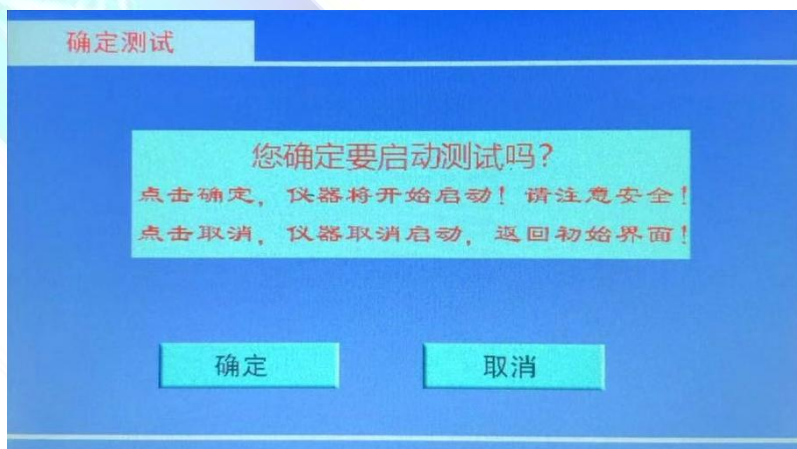 确定测试
您确定要启动测试吗?
点击确定，仪器将开始启动！请注意安全！
点击取消，仪器取消启动，返回初始界面！
确定
取消